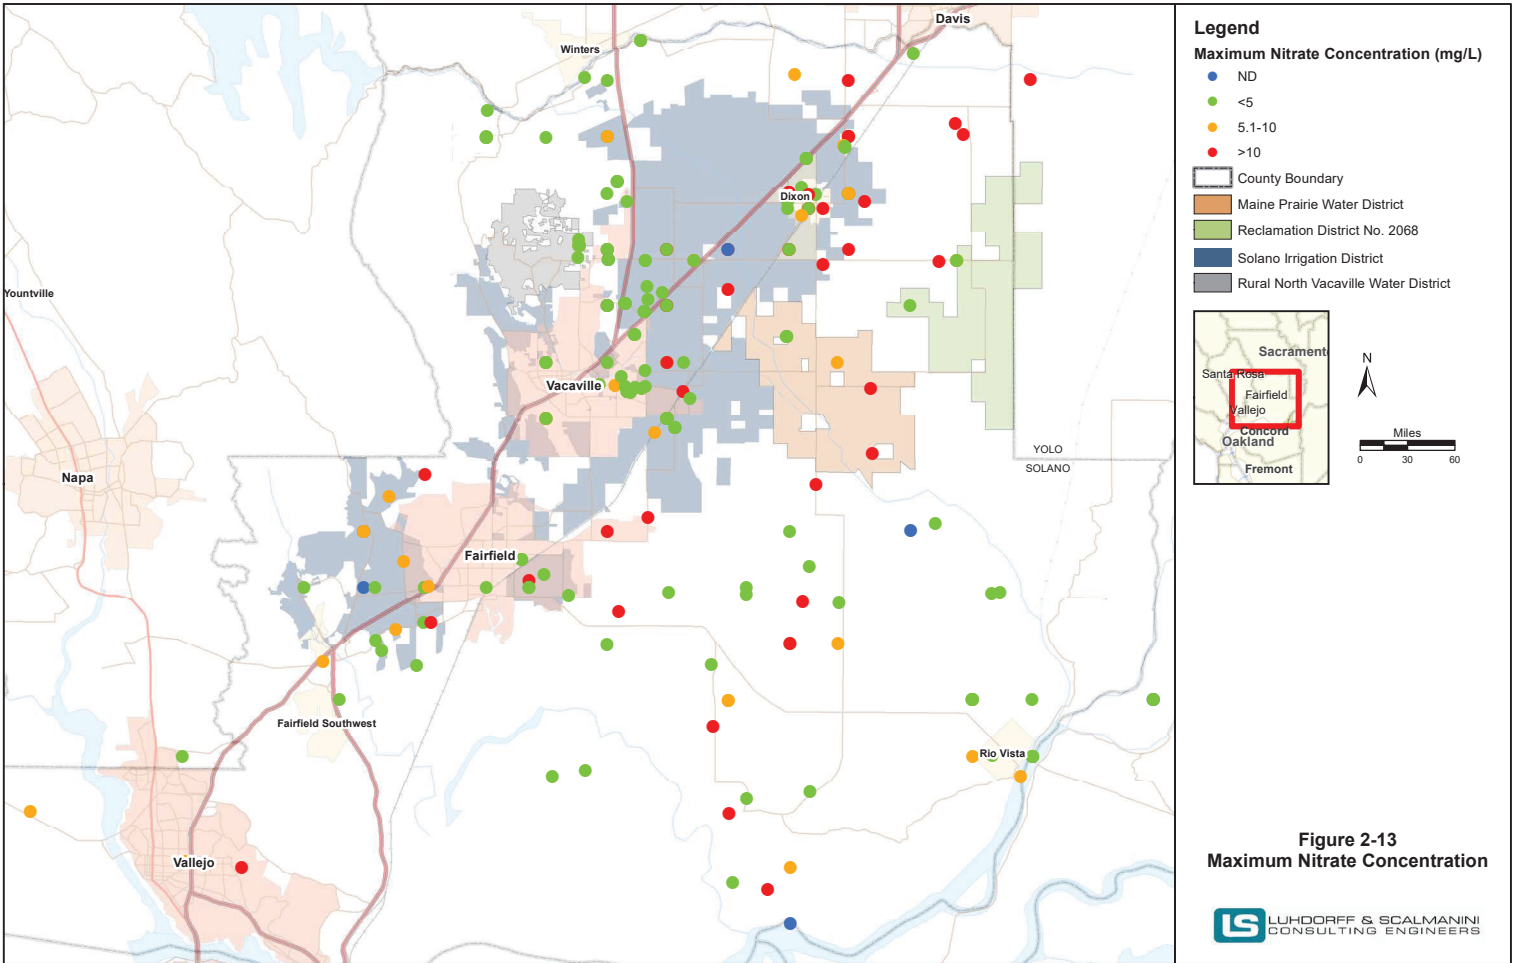 Davis
Winters
Dixon
Yountville
Vacaville
Napa
YOLO
SOLANO
Fairfield
Fairfield Southwest
Rio Vista
Vallejo
Legend
Maximum Nitrate Concentration (mg/L)
ND
<5
5.1-10
>10
County Boundary
Maine Prairie Water District
Reclamation District No. 2068
Solano Irrigation District
Rural North Vacaville Water District
Sacramento
Santa Rosa
Fairfield
Vallejo
Concord
Oakland
Fremont
N
Miles
0 30 60
Figure 2-13
Maximum Nitrate Concentration
LS
LUHDORFF & SCALMANINI
CONSULTING ENGINEERS